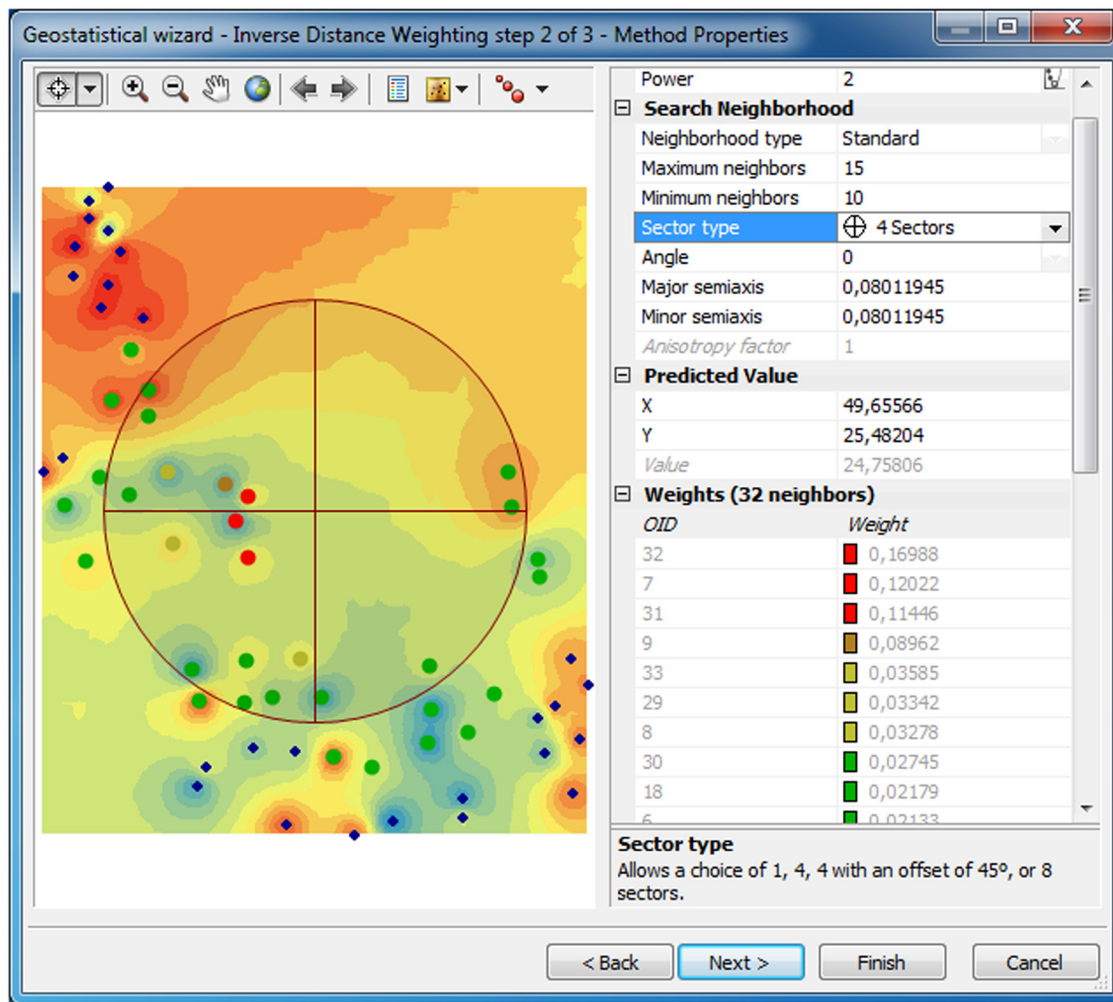 Geostatistical wizard - Inverse Distance Weighting step 2 of 3 - Method Properties
Power 2
Search Neighborhood
Neighborhood type Standard
Maximum neighbors 15
Minimum neighbors 10
Sector type 4 Sectors
Angle 0
Major semiaxis 0,08011945
Minor semiaxis 0,08011945
Anisotropy factor 1
Predicted Value
X 49,65566
Y 25,48204
Value 24,75806
Weights (32 neighbors)
OID Weight
32 0,16988
7 0,12022
31 0,11446
9 0,08962
33 0,03585
29 0,03342
8 0,03278
30 0,02745
18 0,02179
6 0,02133
Sector type
Allows a choice of 1, 4, 4 with an offset of 45º, or 8
sectors.
< Back Next > Finish Cancel